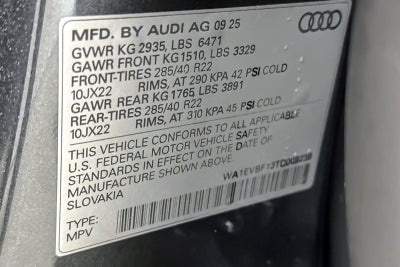 MFD. BY AUDI AG 09 25
GVWR KG 2935, LBS 6471
GAWR FRONT KG1510, LBS 3329
FRONT-TIRES 285/40 R22
10JX22 RIMS, AT 290 KPA 42 PSI COLD
GAWR REAR KG 1765, LBS 3891
REAR-TIRES 285/40 R22
10JX22 RIMS, AT 310 KPA 45 PSI COLD
THIS VEHICLE CONFORMS TO ALL APPLICABLE
U.S. FEDERAL MOTOR VEHICLE SAFETY
STANDARDS IN EFFECT ON THE DATE OF
MANUFACTURE SHOWN ABOVE.
SLOVAKIA
TYPE:
MPV